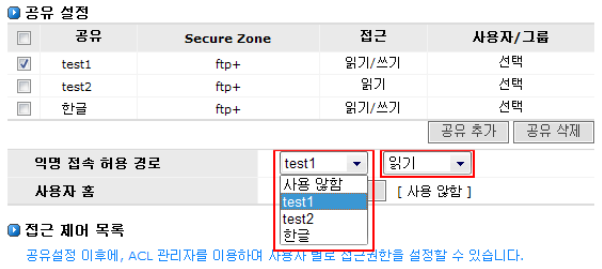 공유 설정
공유 Secure Zone 접근 사용자/그룹
test1 ftp+ 읽기/쓰기 선택
test2 ftp+ 읽기 선택
한글 ftp+ 읽기/쓰기 선택
공유 추가 공유 삭제
익명 접속 허용 경로 test1 읽기
사용 않함
사용자 홈 test1 [ 사용 않함 ]
test2
한글
접근 제어 목록
공유설정 이후에, ACL 관리자를 이용하여 사용자 별로 접근권한을 설정할 수 있습니다.